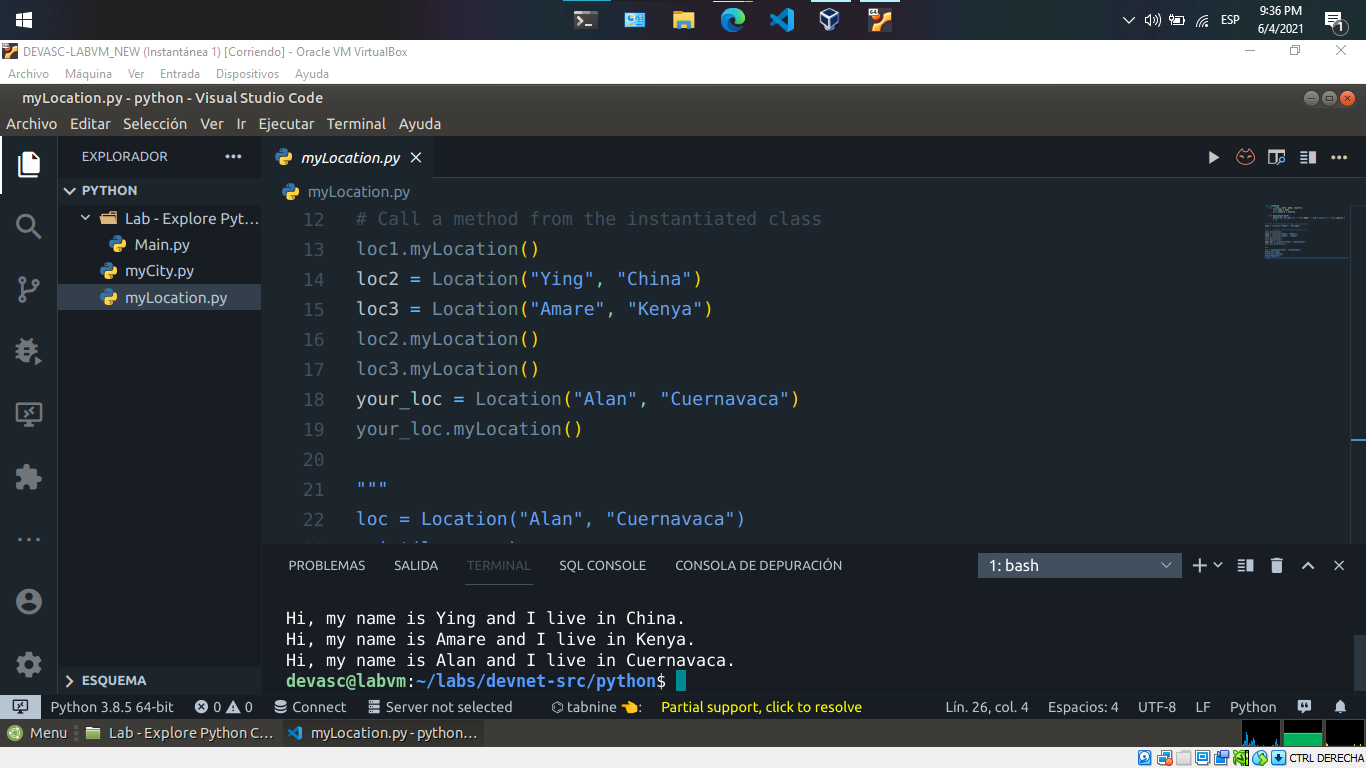 9:36 PM
ESP
6/4/2021
1
DEVASC-LABVM_NEW (Instantánea 1) [Corriendo] - Oracle VM VirtualBox
Archivo Máquina Ver Entrada Dispositivos Ayuda
myLocation.py - python - Visual Studio Code
Archivo Editar Selección Ver Ir Ejecutar Terminal Ayuda
EXPLORADOR
myLocation.py
PYTHON
myLocation.py
Lab - Explore Pyt...
Main.py
myCity.py
myLocation.py
12 # Call a method from the instantiated class
13 loc1.myLocation()
14 loc2 = Location("Ying", "China")
15 loc3 = Location("Amare", "Kenya")
16 loc2.myLocation()
17 loc3.myLocation()
18 your_loc = Location("Alan", "Cuernavaca")
19 your_loc.myLocation()
20
21 """
22 loc = Location("Alan", "Cuernavaca")
PROBLEMAS SALIDA TERMINAL SQL CONSOLE CONSOLA DE DEPURACIÓN 1: bash
Hi, my name is Ying and I live in China.
Hi, my name is Amare and I live in Kenya.
Hi, my name is Alan and I live in Cuernavaca.
devasc@labvm:~/labs/devnet-src/python$
ESQUEMA
Python 3.8.5 64-bit 0 0 Connect Server not selected tabnine : Partial support, click to resolve Lín. 26, col. 4 Espacios: 4 UTF-8 LF Python
Menu Lab - Explore Python C... myLocation.py - python...
CTRL DERECHA